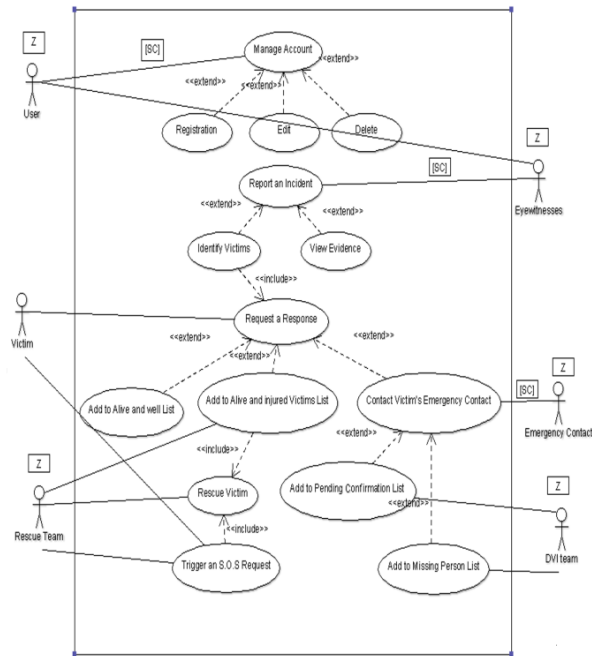 Z
[SC]
Manage Account
<<extend>>
<<extend>>
<<extend>>
User
Registration
Edit
Delete
Z
[SC]
Report an Incident
Eyewitnesses
<<extend>>
<<extend>>
Identify Victims
View Evidence
<<include>>
Request a Response
Victim
<<extend>>
<<extend>>
<<extend>>
Z
[SC]
Add to Alive and well List
Add to Alive and injured Victims List
Contact Victim's Emergency Contact
Emergency Contact
<<extend>>
<<include>>
Z
Z
Add to Pending Confirmation List
Rescue Victim
<<extend>>
Rescue Team
<<include>>
DVI team
Trigger an S.O.S Request
Add to Missing Person List